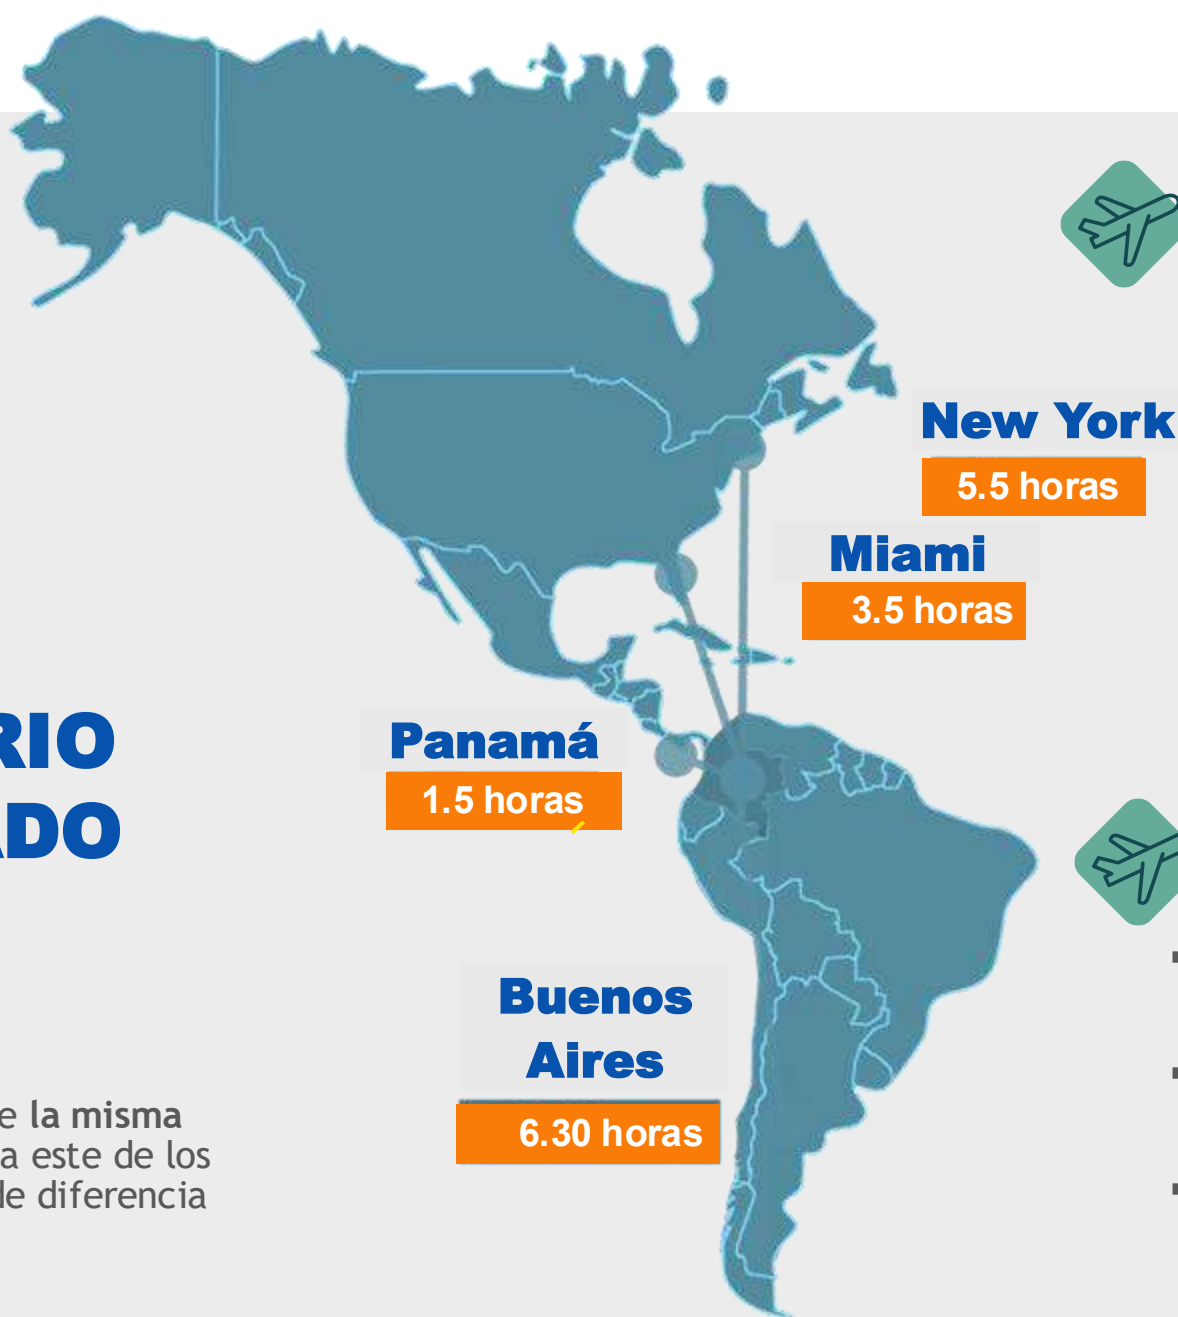 New York
5.5 horas
Miami
3.5 horas
RIO
Panamá
1.5 horas
ADO
Buenos
Aires
6.30 horas
e la misma
a este de los
de diferencia